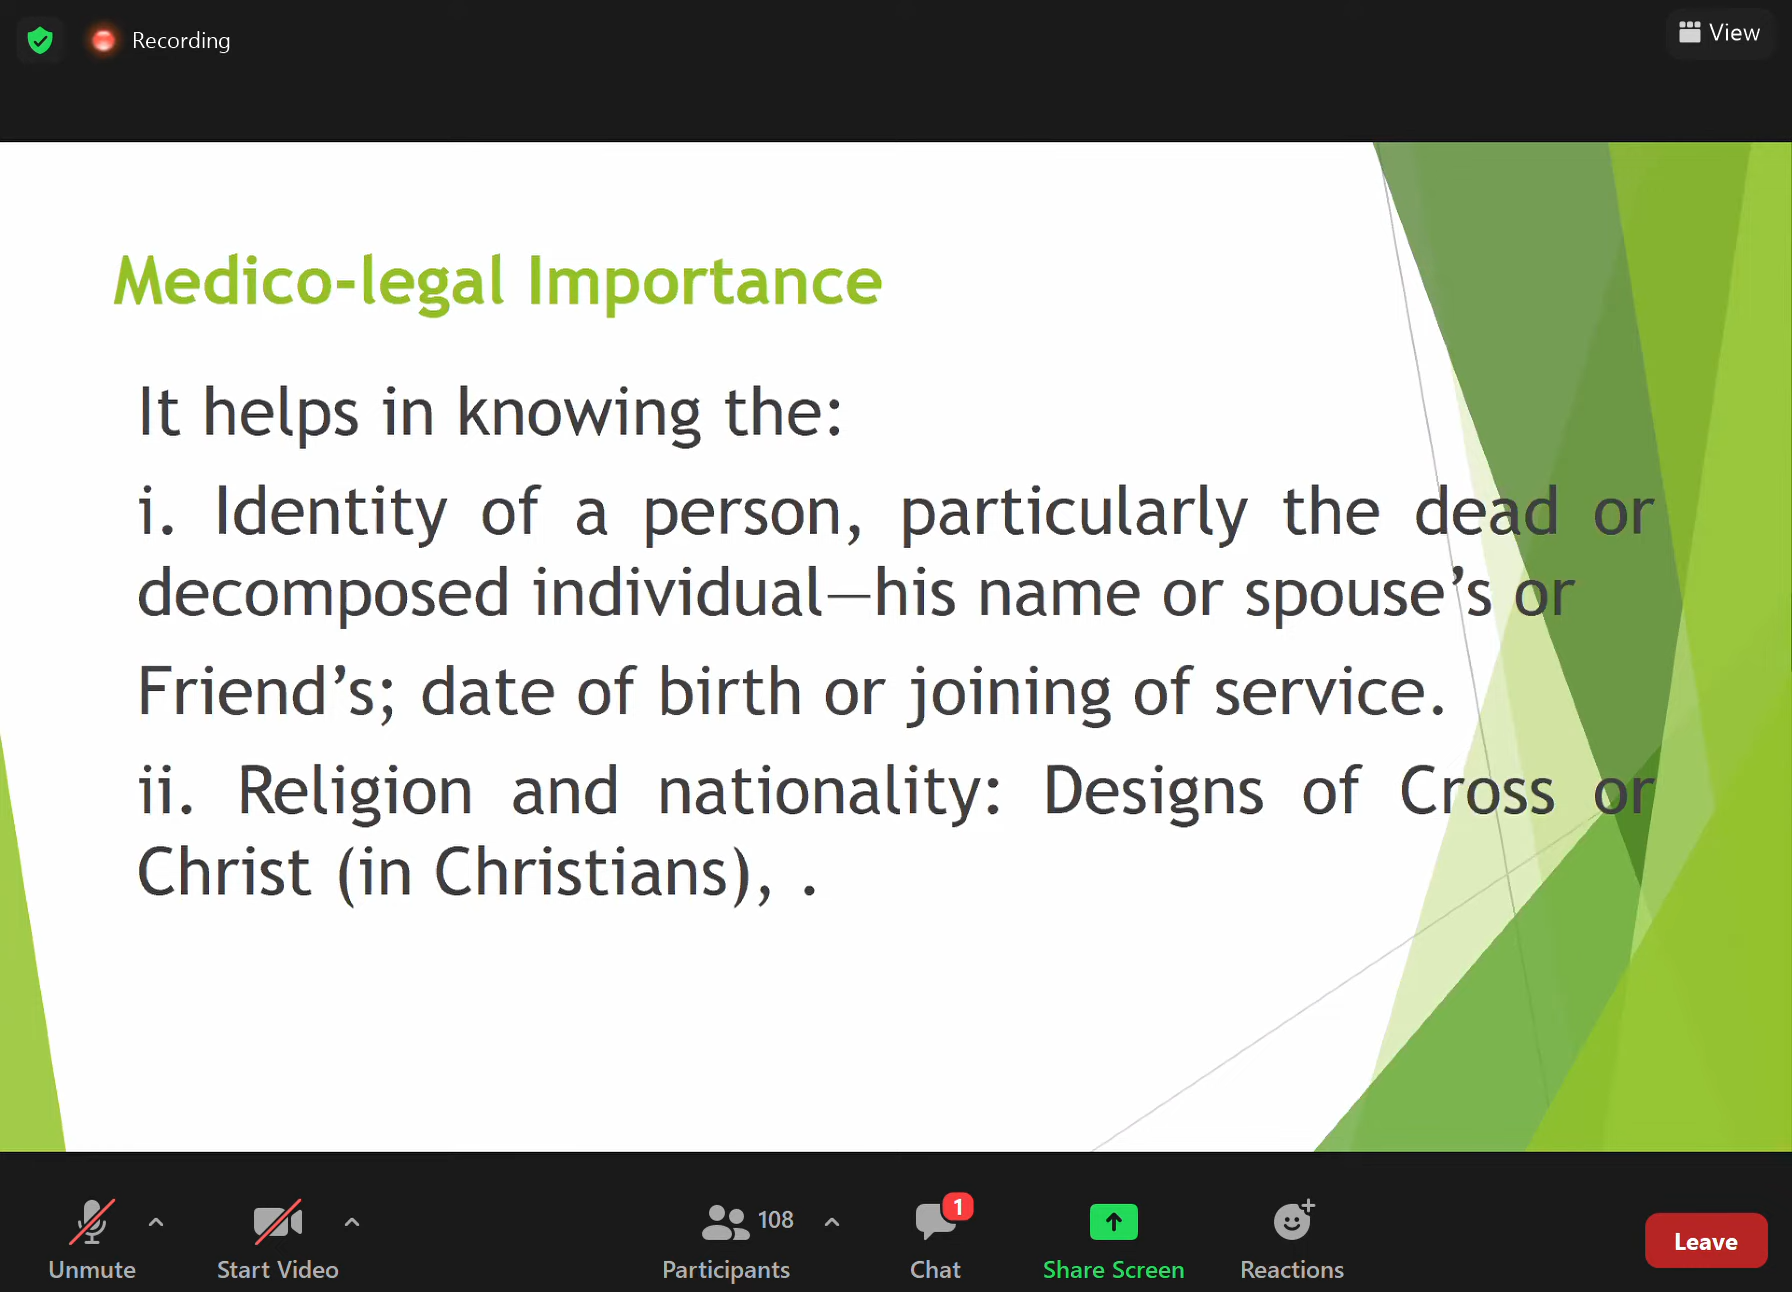 Recording
View
Medico-legal Importance
It helps in knowing the:
i. Identity of a person, particularly the dead or
decomposed individual—his name or spouse’s or
Friend’s; date of birth or joining of service.
ii. Religion and nationality: Designs of Cross or
Christ (in Christians), .
Unmute
Start Video
108
Participants
1
Chat
Share Screen
Reactions
Leave